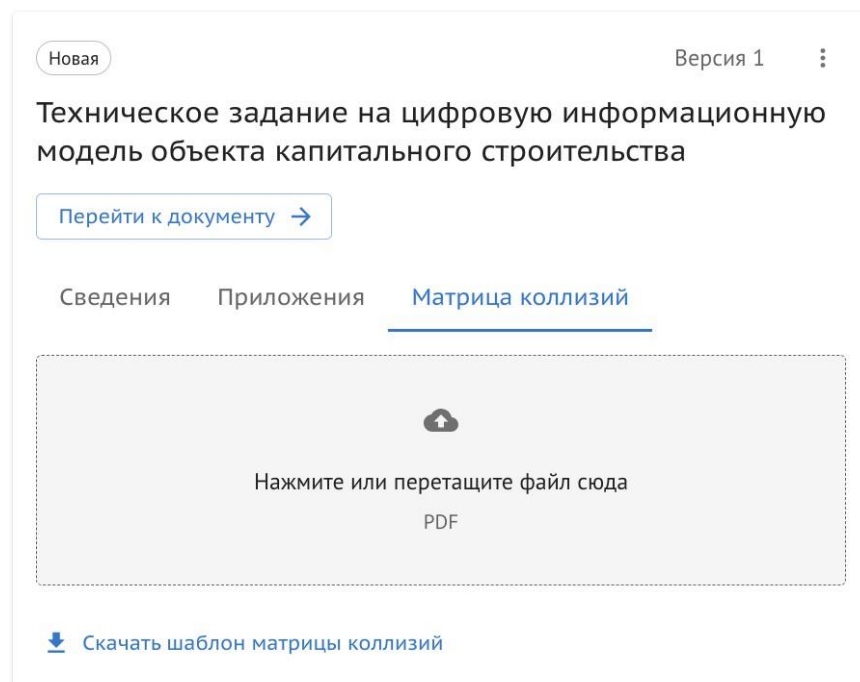 Новая
Версия 1
Техническое задание на цифровую информационную
модель объекта капитального строительства
Перейти к документу
Сведения
Приложения
Матрица коллизий
Нажмите или перетащите файл сюда
PDF
Скачать шаблон матрицы коллизий